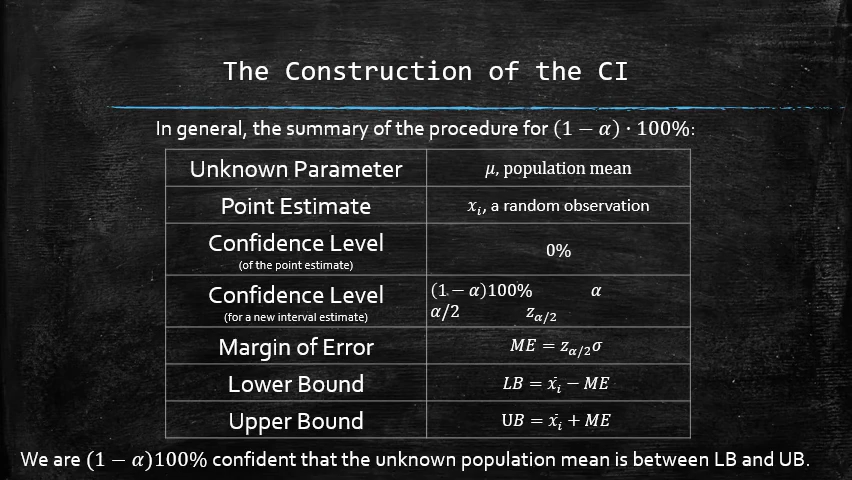 The Construction of the CI
In general, the summary of the procedure for (1 − α) · 100%:
Unknown Parameter
μ, population mean
Point Estimate
xᵢ, a random observation
Confidence Level
(of the point estimate)
0%
Confidence Level
(for a new interval estimate)
(1 − α)100% α
α/2 z_{α/2}
Margin of Error
ME = z_{α/2}σ
Lower Bound
LB = x̄ᵢ − ME
Upper Bound
UB = x̄ᵢ + ME
We are (1 − α)100% confident that the unknown population mean is between LB and UB.